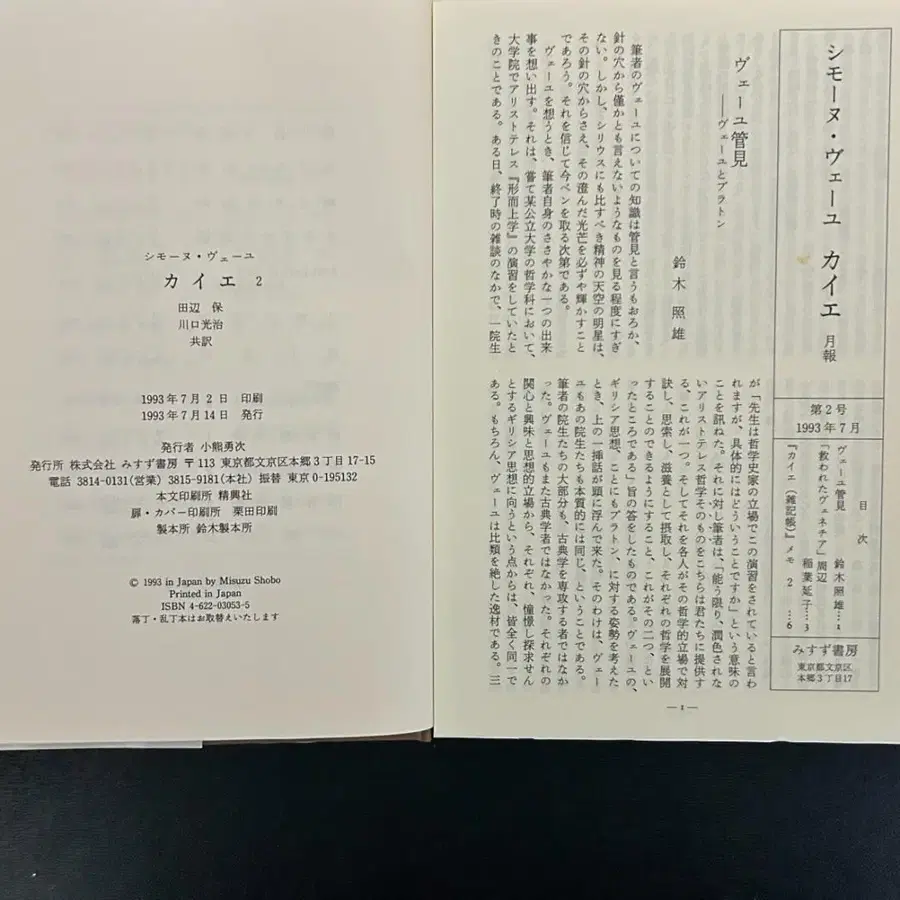 シモーヌ・ヴェーユ
カイエ 2
田辺 保
川口光治
共訳
1993年7月2日 印刷
1993年7月14日 発行
発行者 小熊勇次
発行所 株式会社 みすず書房 〒113 東京都文京区本郷3丁目17-15
電話 3814-0131(営業) 3815-9181(本社) 振替 東京 0-195132
本文印刷所 精興社
扉・カバー印刷所 栗田印刷
製本所 鈴木製本所
© 1993 in Japan by Misuzu Shobo
Printed in Japan
ISBN 4-622-03053-5
落丁・乱丁本はお取替えいたします
シモーヌ・ヴェーユ カイエ 月報
第2号
1993年7月
目次
ヴェーユ管見 鈴木照雄…1
「救われたヴェネチア」周辺
稲葉延子…3
『カイエ(雑記帳)』メモ 2 …6
みすず書房
東京都文京区
本郷3丁目17
ヴェーユ管見
――ヴェーユとプラトン
鈴木照雄
筆者のヴェーユについての知識は管見と言うもおろか、
針の穴から僅かとも言えないようなものを見る程度にすぎ
ない。しかし、シリウスにも比すべき精神の天空の明星は、
その針の穴からさえ、その澄んだ光芒を必ずや輝かすこと
であろう。それを信じて今ペンを取る次第である。
ヴェーユを想うとき、筆者自身のささやかな一つの出来
事を想い出す。それは、嘗て某公立大学の哲学科において、
大学院でアリストテレス『形而上学』の演習をしていたと
きのことである。ある日、終了時の雑談のなかで、一院生
が「先生は哲学史家の立場でこの演習をされていると言わ
れますが、具体的にはどういうことですか」という意味の
ことを訊ねた。それに対し筆者は、「能う限り、潤色されな
いアリストテレス哲学そのものをこちらは君たちに提供す
る、これが一つ。そしてそれを各人がその哲学的立場で対
訣し、思索し、滋養として摂取し、それぞれの哲学を展開
することのできるようにすること、これがその二つ、とい
ったところである」旨の答をしたものである。ヴェーユの、
ギリシア思想、ことにもプラトン、に対する姿勢を考えた
とき、上の一挿話が頭に浮んで来た。そのわけは、ヴェー
ユもあの院生たちも本質的には同じ、ということである。
筆者の院生たちの大部分も、古典学を専攻する者ではなか
った。ヴェーユもまた古典学者ではなかった。それぞれの
関心と興味と思想的立場から、それぞれ、憧憬し探求せん
とするギリシア思想に向うという点からは、皆全く同一で
ある。もちろん、ヴェーユは比類を絶した逸材である。三
―1―